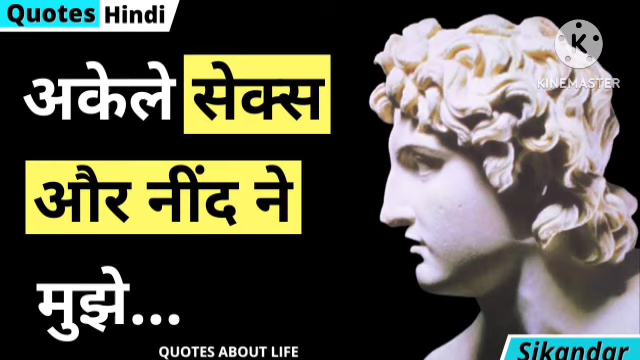 Quotes Hindi
K
KINEMASTER
अकेले सेक्स
और नींद ने
मुझे...
QUOTES ABOUT LIFE
Sikandar